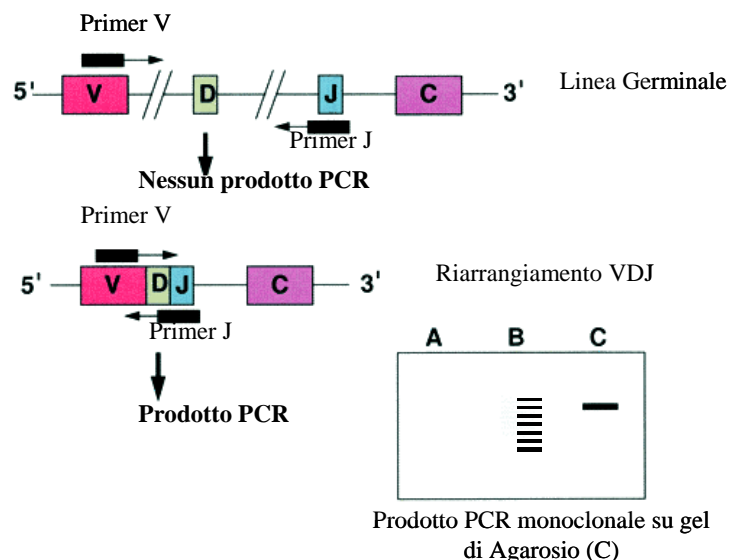 Primer V
5' V D J C 3'
Linea Germinale
Primer J
Nessun prodotto PCR
Primer V
5' V D J C 3'
Riarrangiamento VDJ
Primer J
Prodotto PCR
A B C
Prodotto PCR monoclonale su gel
di Agarosio (C)